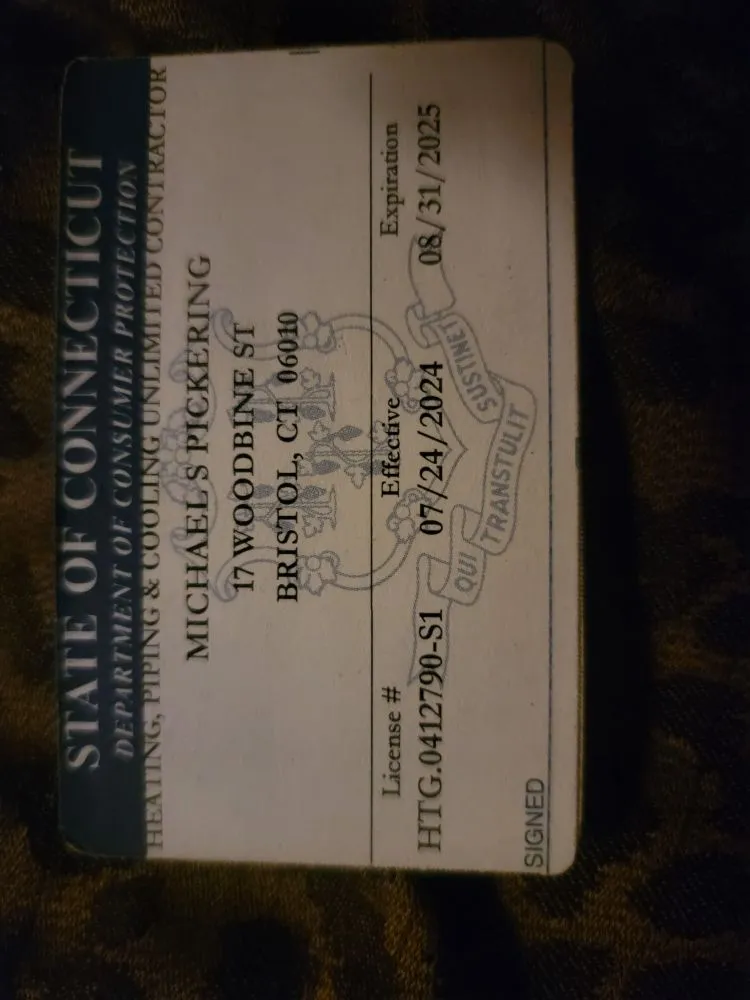 STATE OF CONNECTICUT
DEPARTMENT OF CONSUMER PROTECTION
HEATING, PIPING & COOLING UNLIMITED CONTRACTOR
MICHAEL S PICKERING
17 WOODBINE ST
BRISTOL, CT 06010
License # Effective Expiration
HTG.0412790-S1 07/24/2024 08/31/2025
QUI TRANSTULIT SUSTINET
SIGNED